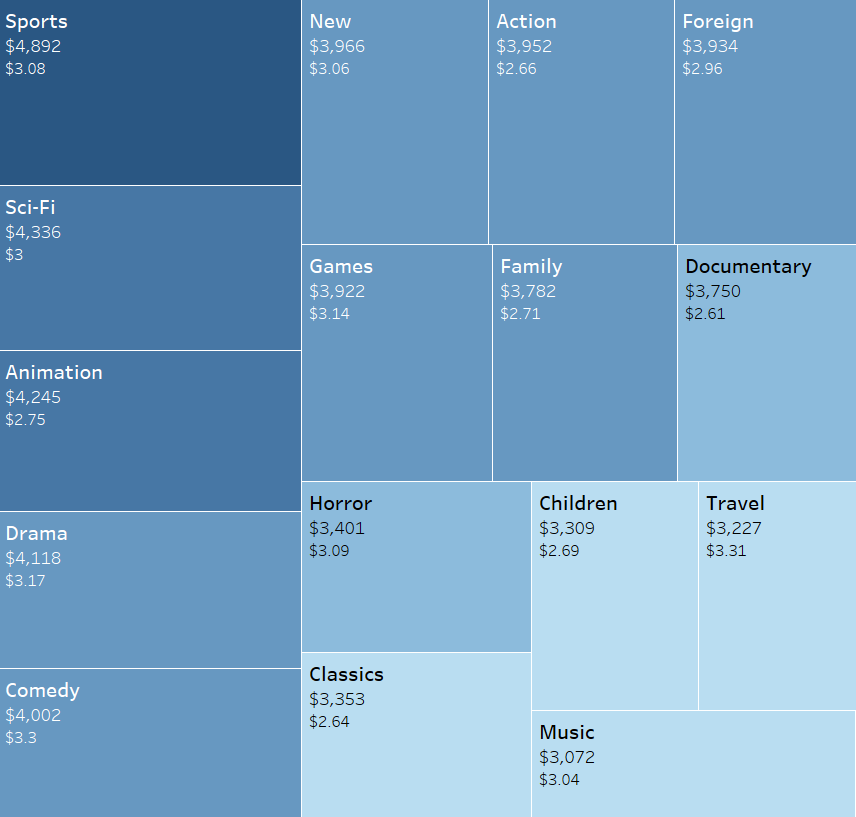 Sports
$4,892
$3.08
Sci-Fi
$4,336
$3
Animation
$4,245
$2.75
Drama
$4,118
$3.17
Comedy
$4,002
$3.3
New
$3,966
$3.06
Action
$3,952
$2.66
Foreign
$3,934
$2.96
Games
$3,922
$3.14
Family
$3,782
$2.71
Documentary
$3,750
$2.61
Horror
$3,401
$3.09
Classics
$3,353
$2.64
Children
$3,309
$2.69
Travel
$3,227
$3.31
Music
$3,072
$3.04